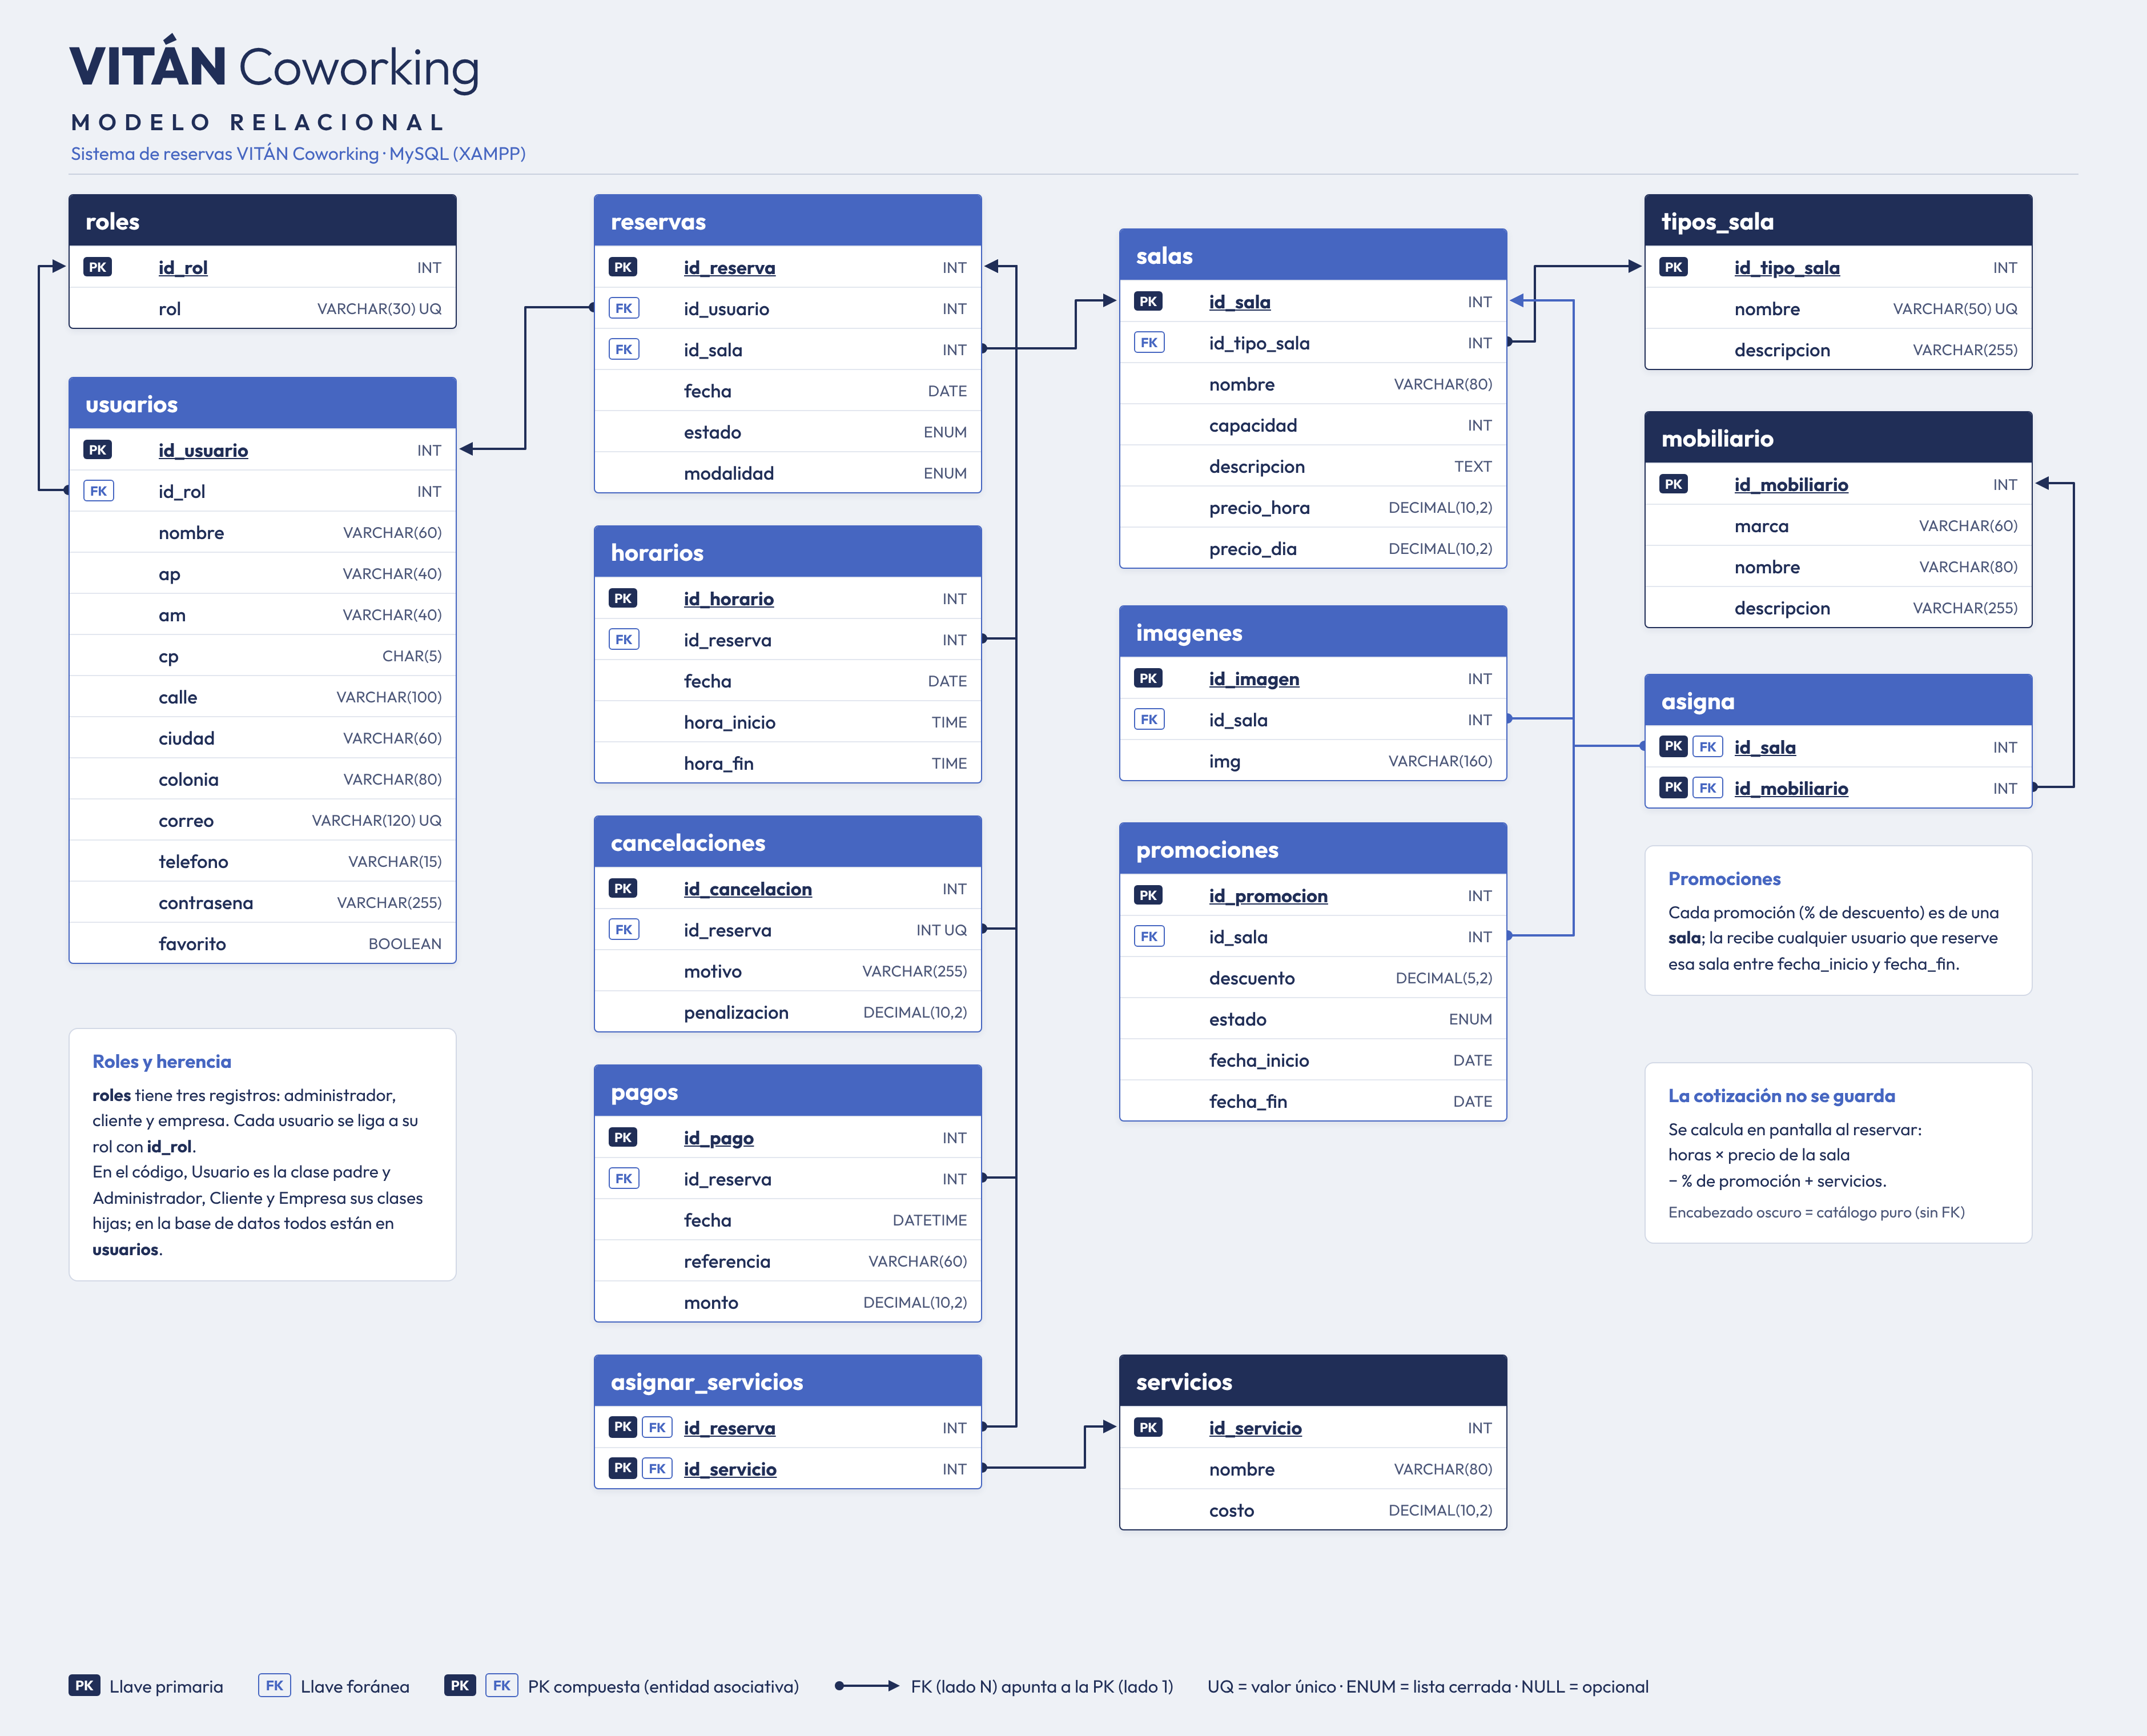 VITÁN Coworking
MODELO RELACIONAL
Sistema de reservas VITÁN Coworking · MySQL (XAMPP)
roles
PK id_rol INT
rol VARCHAR(30) UQ
usuarios
PK id_usuario INT
FK id_rol INT
nombre VARCHAR(60)
ap VARCHAR(40)
am VARCHAR(40)
cp CHAR(5)
calle VARCHAR(100)
ciudad VARCHAR(60)
colonia VARCHAR(80)
correo VARCHAR(120) UQ
telefono VARCHAR(15)
contrasena VARCHAR(255)
favorito BOOLEAN
Roles y herencia
roles tiene tres registros: administrador,
cliente y empresa. Cada usuario se liga a su
rol con id_rol.
En el código, Usuario es la clase padre y
Administrador, Cliente y Empresa sus clases
hijas; en la base de datos todos están en
usuarios.
reservas
PK id_reserva INT
FK id_usuario INT
FK id_sala INT
fecha DATE
estado ENUM
modalidad ENUM
horarios
PK id_horario INT
FK id_reserva INT
fecha DATE
hora_inicio TIME
hora_fin TIME
cancelaciones
PK id_cancelacion INT
FK id_reserva INT UQ
motivo VARCHAR(255)
penalizacion DECIMAL(10,2)
pagos
PK id_pago INT
FK id_reserva INT
fecha DATETIME
referencia VARCHAR(60)
monto DECIMAL(10,2)
asignar_servicios
PK FK id_reserva INT
PK FK id_servicio INT
salas
PK id_sala INT
FK id_tipo_sala INT
nombre VARCHAR(80)
capacidad INT
descripcion TEXT
precio_hora DECIMAL(10,2)
precio_dia DECIMAL(10,2)
imagenes
PK id_imagen INT
FK id_sala INT
img VARCHAR(160)
promociones
PK id_promocion INT
FK id_sala INT
descuento DECIMAL(5,2)
estado ENUM
fecha_inicio DATE
fecha_fin DATE
servicios
PK id_servicio INT
nombre VARCHAR(80)
costo DECIMAL(10,2)
tipos_sala
PK id_tipo_sala INT
nombre VARCHAR(50) UQ
descripcion VARCHAR(255)
mobiliario
PK id_mobiliario INT
marca VARCHAR(60)
nombre VARCHAR(80)
descripcion VARCHAR(255)
asigna
PK FK id_sala INT
PK FK id_mobiliario INT
Promociones
Cada promoción (% de descuento) es de una
sala; la recibe cualquier usuario que reserve
esa sala entre fecha_inicio y fecha_fin.
La cotización no se guarda
Se calcula en pantalla al reservar:
horas × precio de la sala
− % de promoción + servicios.
Encabezado oscuro = catálogo puro (sin FK)
PK Llave primaria FK Llave foránea PK FK PK compuesta (entidad asociativa) FK (lado N) apunta a la PK (lado 1) UQ = valor único · ENUM = lista cerrada · NULL = opcional